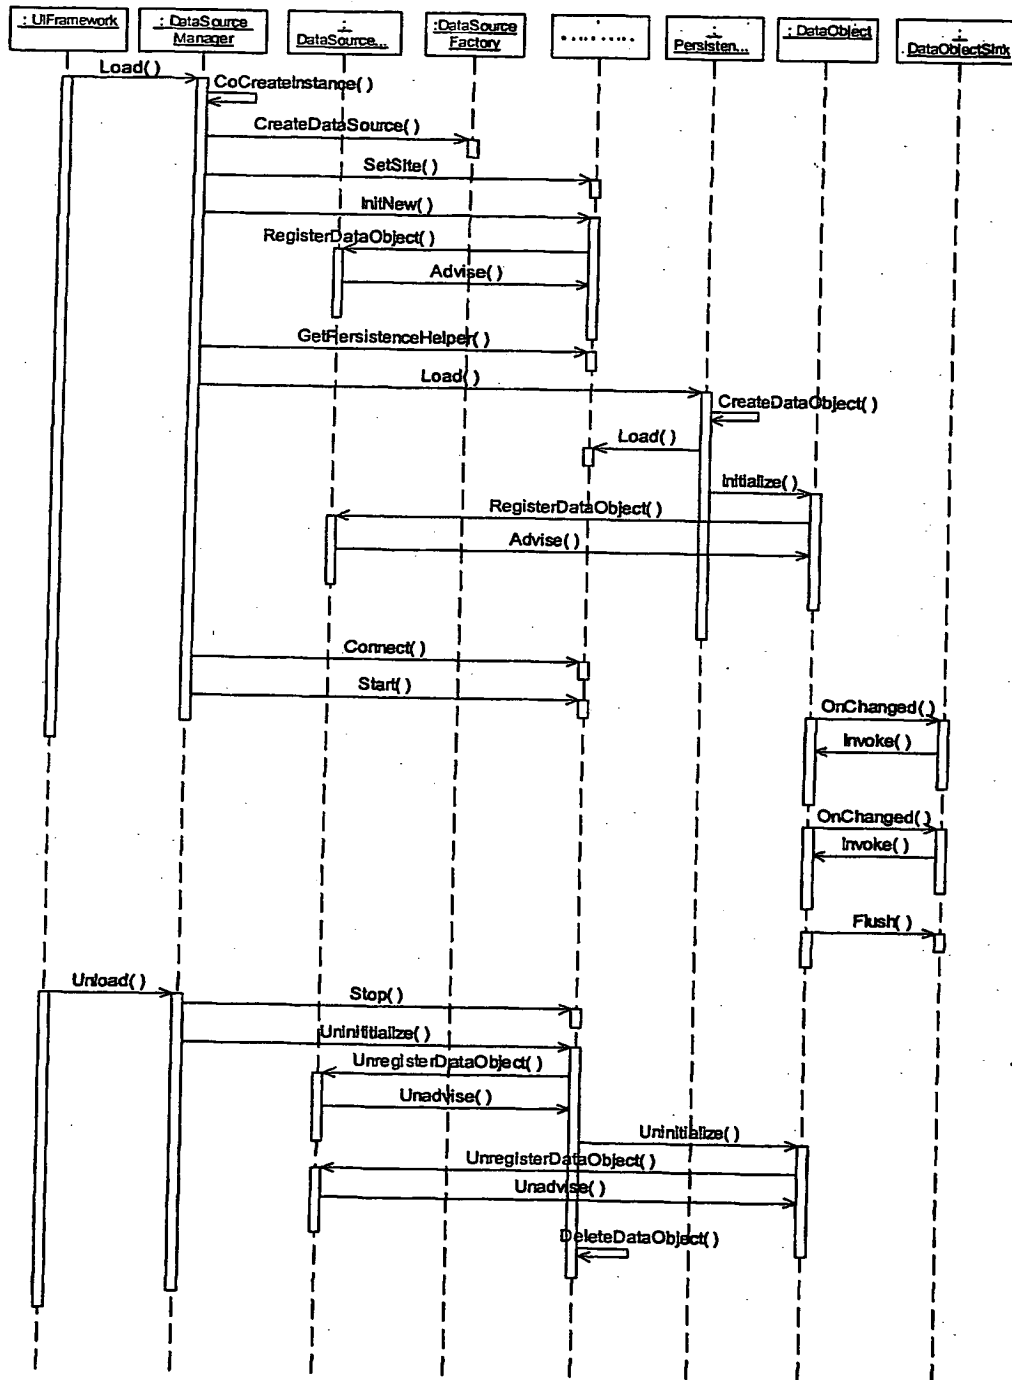 : UIFramework
: DataSource
Manager
:
DataSource...
:DataSource
Factory
:
Persisten...
: DataObject
:
DataObjectSink
Load( )
CoCreateInstance( )
CreateDataSource( )
SetSite( )
InitNew( )
RegisterDataObject( )
Advise( )
GetPersistenceHelper( )
Load( )
CreateDataObject( )
Load( )
Initialize( )
RegisterDataObject( )
Advise( )
Connect( )
Start( )
OnChanged( )
Invoke( )
OnChanged( )
Invoke( )
Flush( )
Unload( )
Stop( )
Uninititialize( )
UnregisterDataObject( )
Unadvise( )
Uninitialize( )
UnregisterDataObject( )
Unadvise( )
DeleteDataObject( )